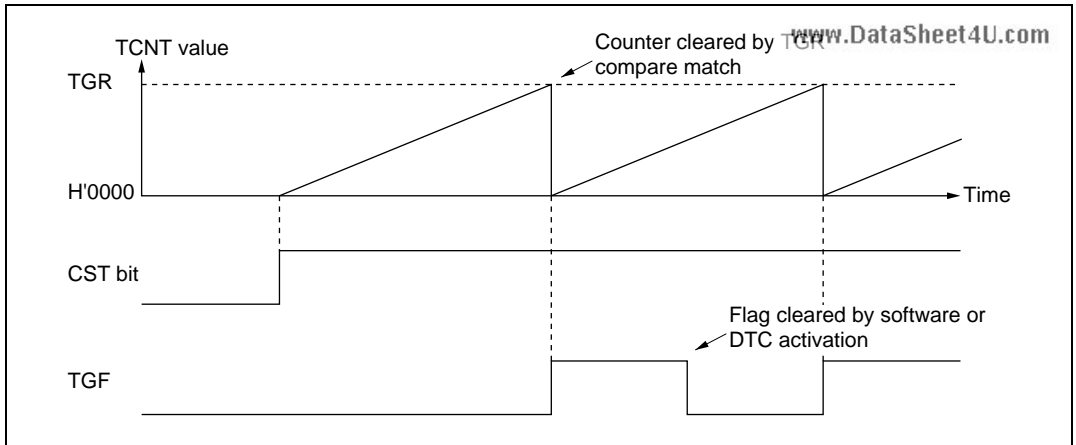 www.DataSheet4U.com
TCNT value
Counter cleared by TGR
compare match
TGR
H'0000
Time
CST bit
Flag cleared by software or
DTC activation
TGF